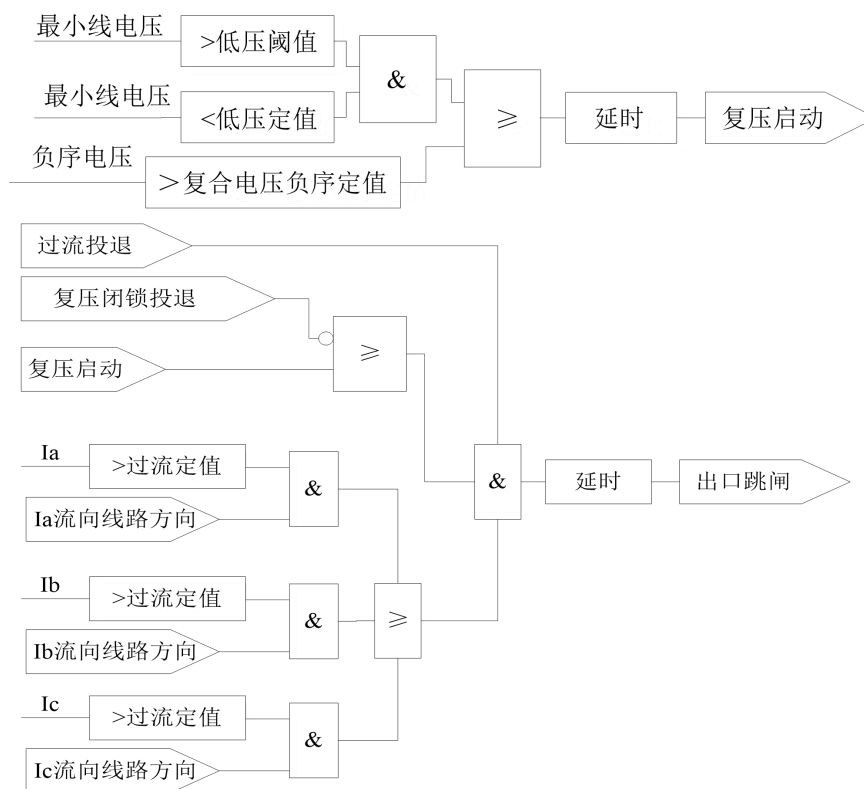 最小线电压
>低压阈值
&
最小线电压
<低压定值
≥
延时
复压启动
负序电压
>复合电压负序定值
过流投退
复压闭锁投退
≥
复压启动
Ia
>过流定值
&
Ia流向线路方向
&
延时
出口跳闸
Ib
>过流定值
&
≥
Ib流向线路方向
Ic
>过流定值
&
Ic流向线路方向